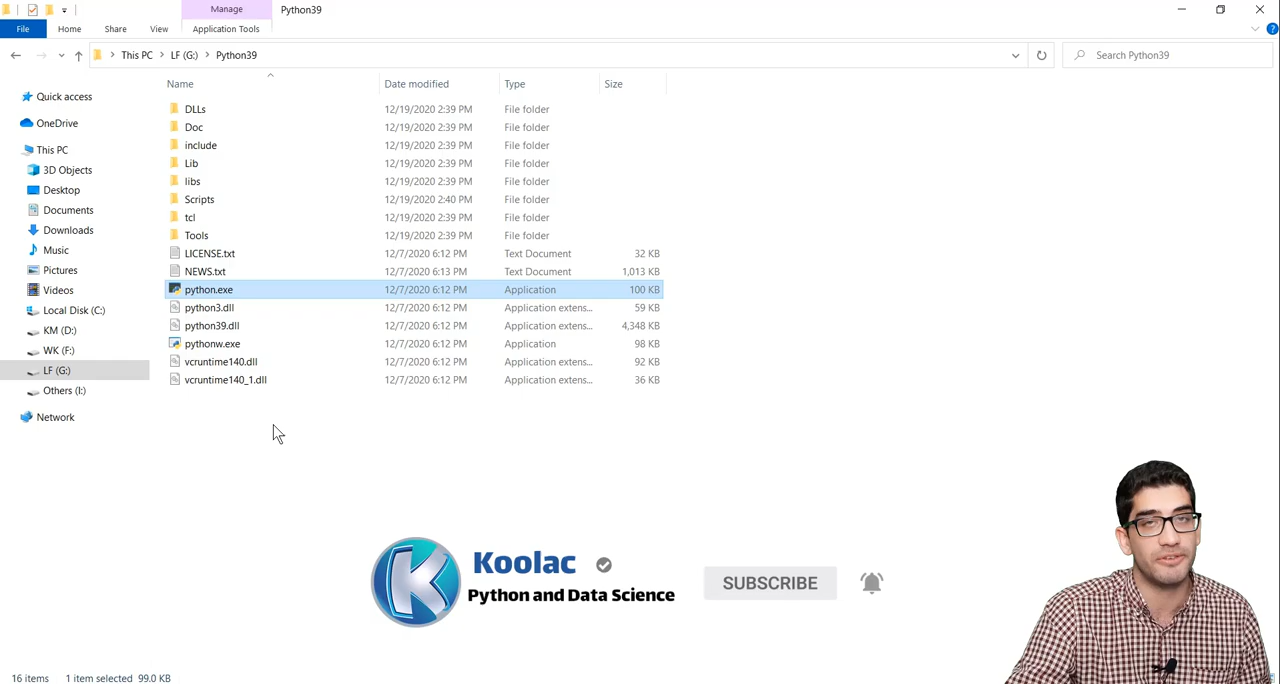 Manage
Python39
File
Home
Share
View
Application Tools
This PC
LF (G:)
Python39
Search Python39
Name
Date modified
Type
Size
Quick access
OneDrive
This PC
3D Objects
Desktop
Documents
Downloads
Music
Pictures
Videos
Local Disk (C:)
KM (D:)
WK (F:)
LF (G:)
Others (I:)
Network
DLLs 12/19/2020 2:39 PM File folder
Doc 12/19/2020 2:39 PM File folder
include 12/19/2020 2:39 PM File folder
Lib 12/19/2020 2:39 PM File folder
libs 12/19/2020 2:39 PM File folder
Scripts 12/19/2020 2:40 PM File folder
tcl 12/19/2020 2:39 PM File folder
Tools 12/19/2020 2:39 PM File folder
LICENSE.txt 12/7/2020 6:12 PM Text Document 32 KB
NEWS.txt 12/7/2020 6:13 PM Text Document 1,013 KB
python.exe 12/7/2020 6:12 PM Application 100 KB
python3.dll 12/7/2020 6:12 PM Application extens... 59 KB
python39.dll 12/7/2020 6:12 PM Application extens... 4,348 KB
pythonw.exe 12/7/2020 6:12 PM Application 98 KB
vcruntime140.dll 12/7/2020 6:12 PM Application extens... 92 KB
vcruntime140_1.dll 12/7/2020 6:12 PM Application extens... 36 KB
K
Koolac
Python and Data Science
SUBSCRIBE
16 items
1 item selected 99.0 KB